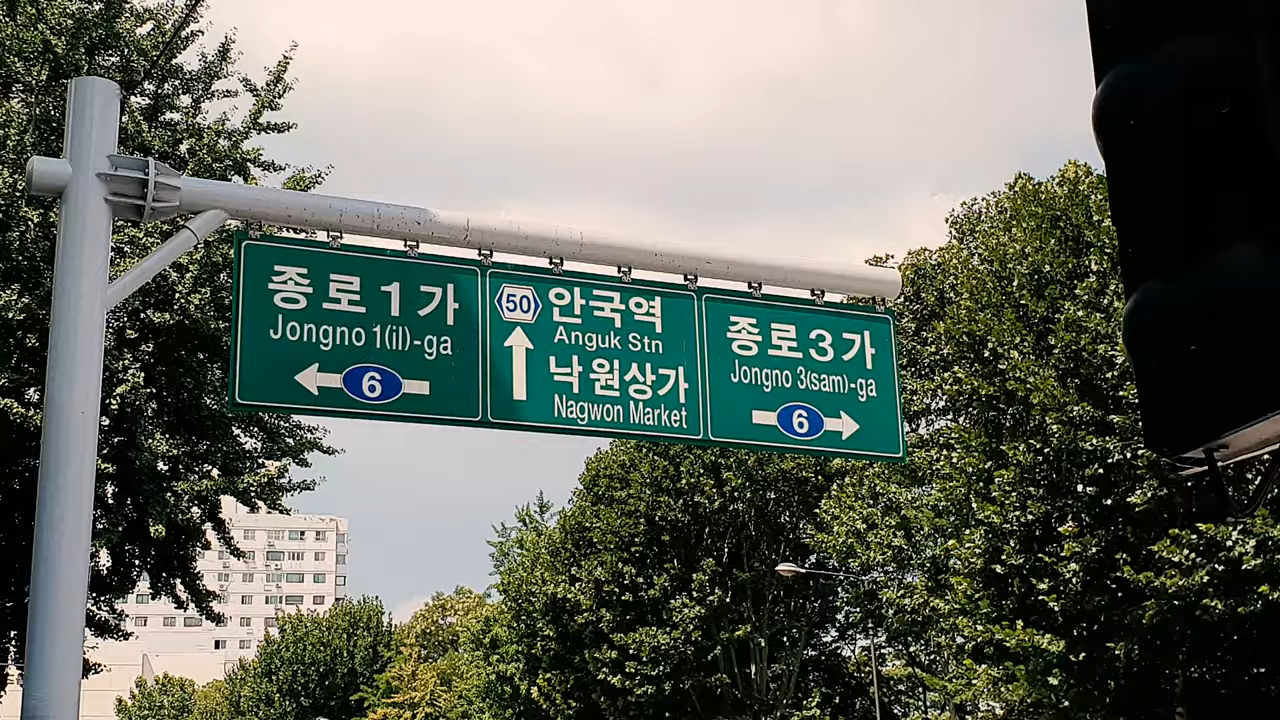 종로1가
Jongno 1(il)-ga
6
50
안국역
Anguk Stn
낙원상가
Nagwon Market
종로3가
Jongno 3(sam)-ga
6